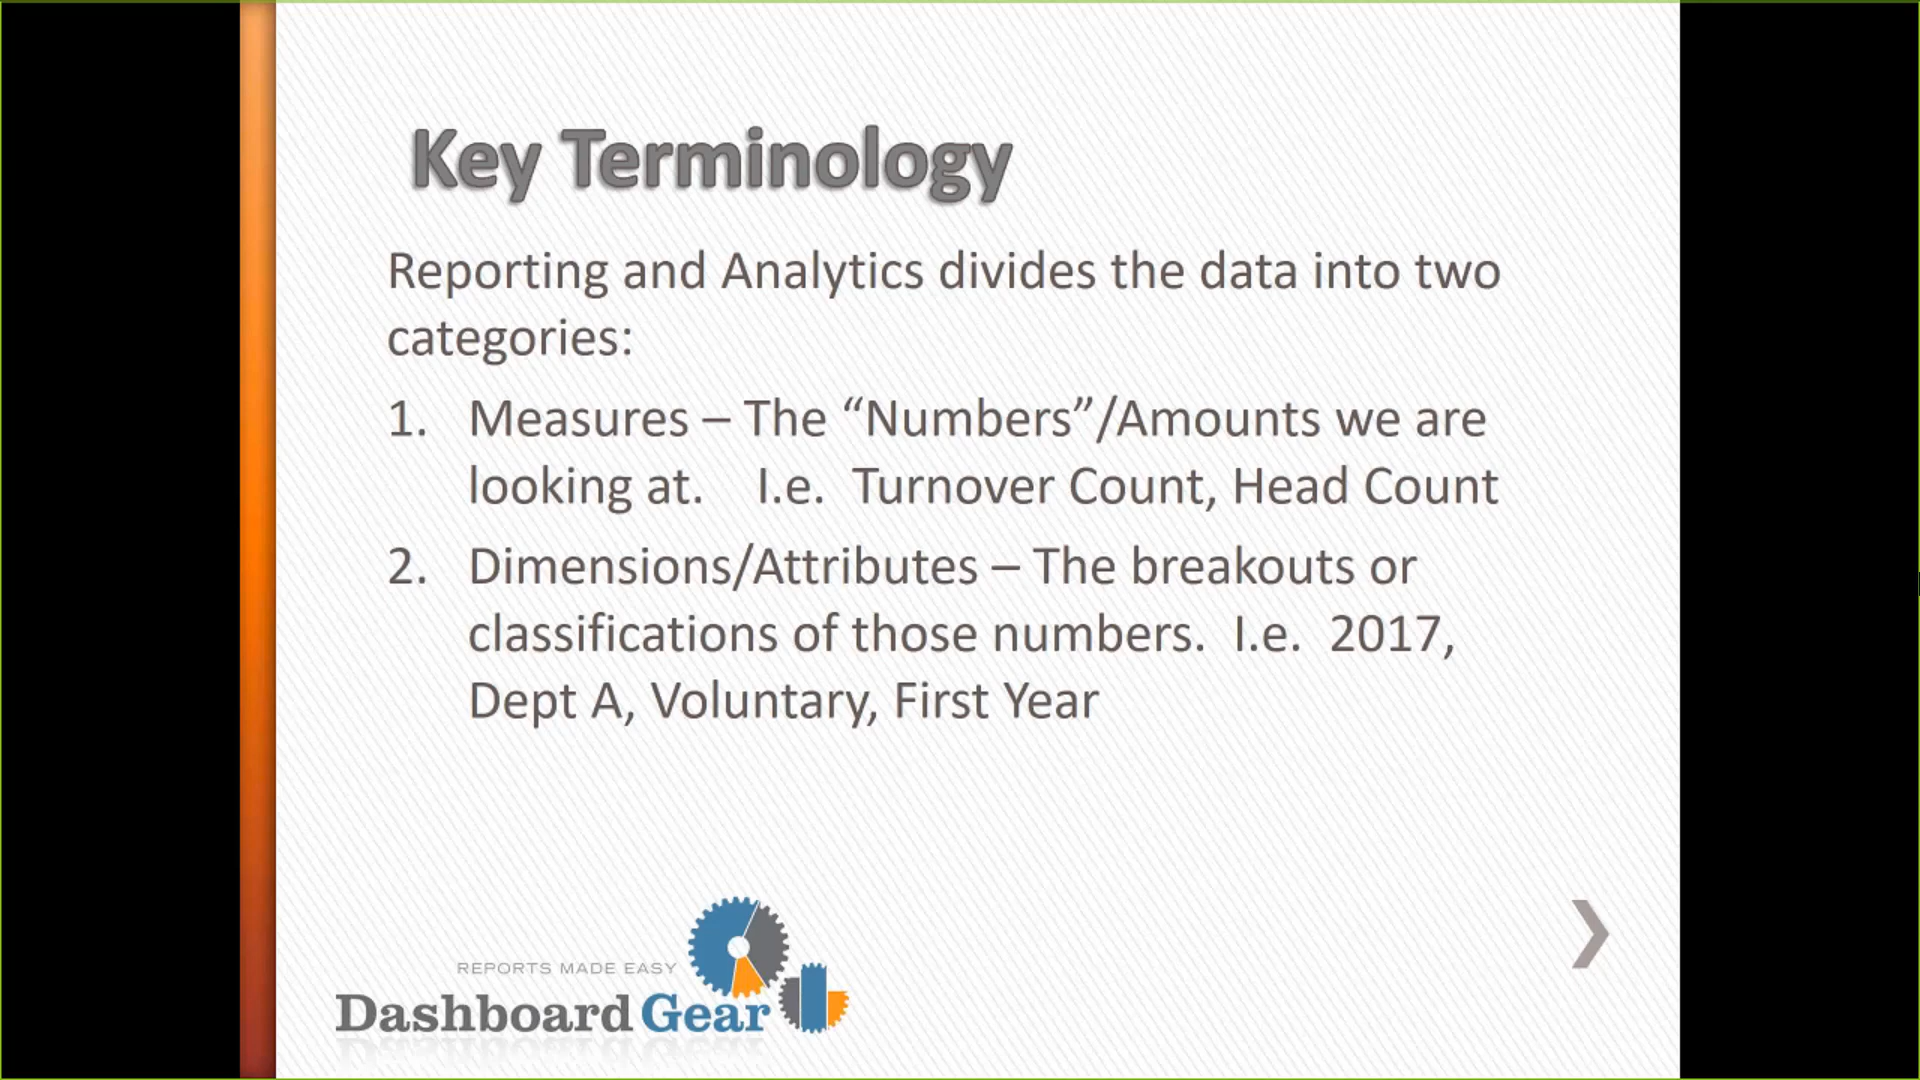 Key Terminology
Reporting and Analytics divides the data into two
categories:
1. Measures – The “Numbers”/Amounts we are
looking at. I.e. Turnover Count, Head Count
2. Dimensions/Attributes – The breakouts or
classifications of those numbers. I.e. 2017,
Dept A, Voluntary, First Year
REPORTS MADE EASY
Dashboard Gear